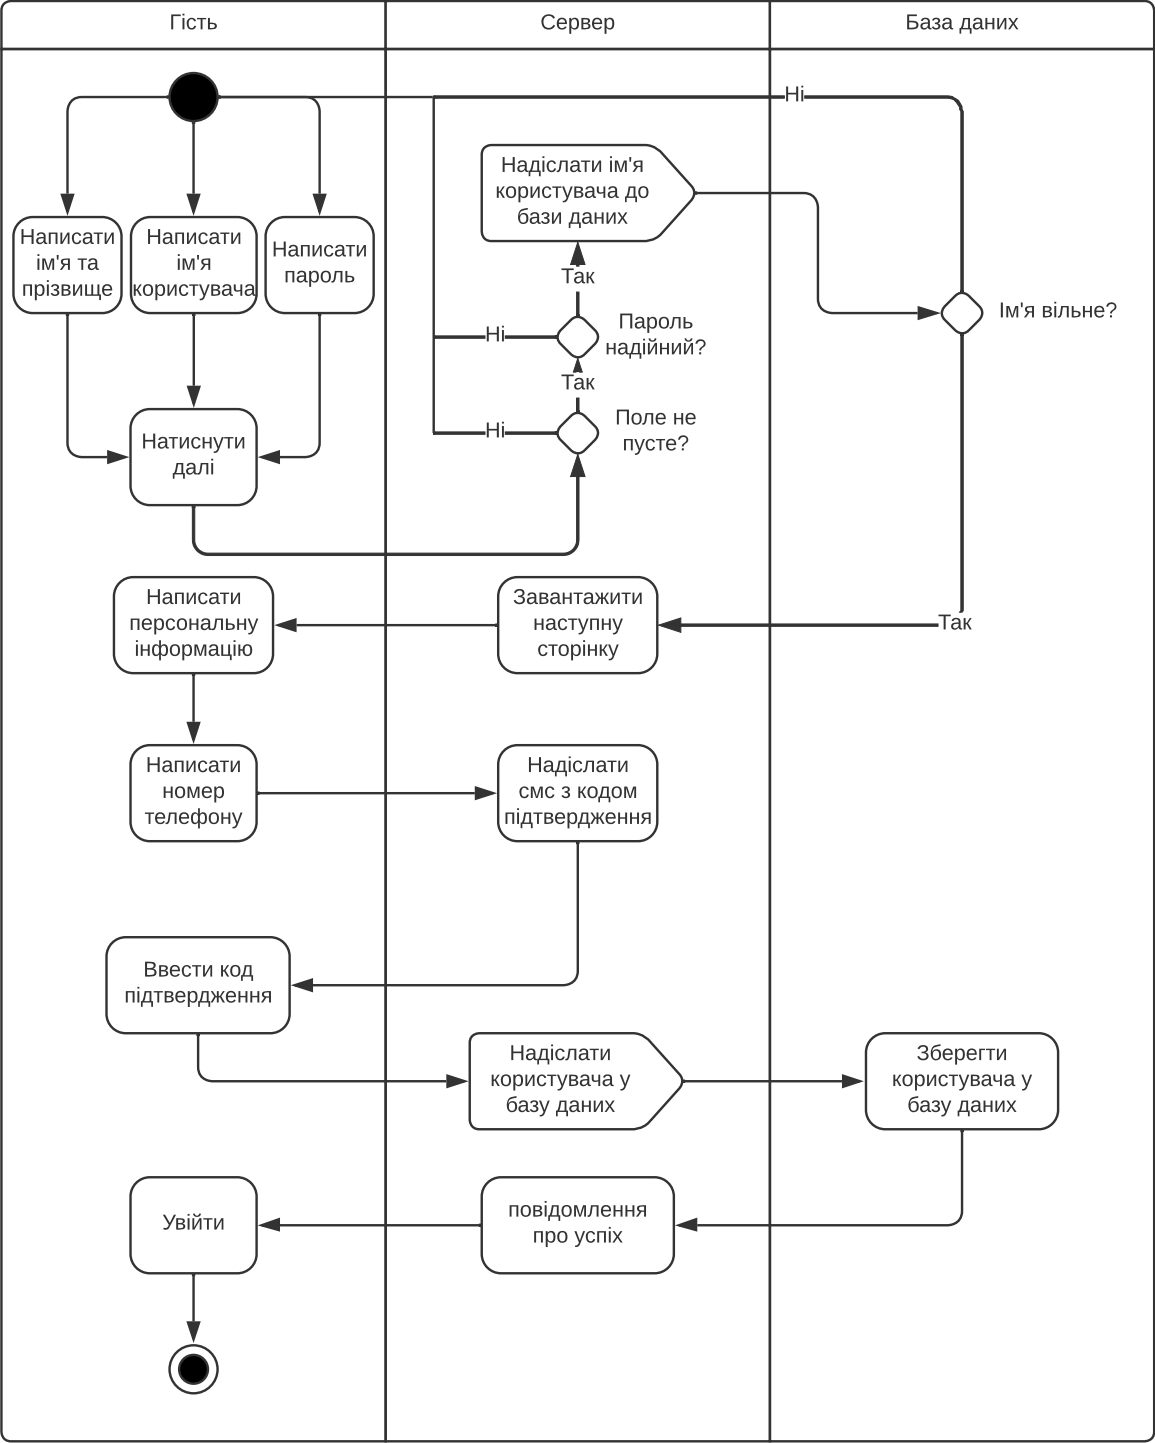 Гість
Сервер
База даних
Ні
Надіслати ім'я
користувача до
бази даних
Написати
ім'я та
прізвище
Написати
ім'я
користувача
Написати
пароль
Так
Ім'я вільне?
Ні
Пароль
надійний?
Так
Ні
Поле не
пусте?
Натиснути
далі
Написати
персональну
інформацію
Завантажити
наступну
сторінку
Так
Написати
номер
телефону
Надіслати
смс з кодом
підтвердження
Ввести код
підтвердження
Надіслати
користувача у
базу даних
Зберегти
користувача у
базу даних
Увійти
повідомлення
про успіх